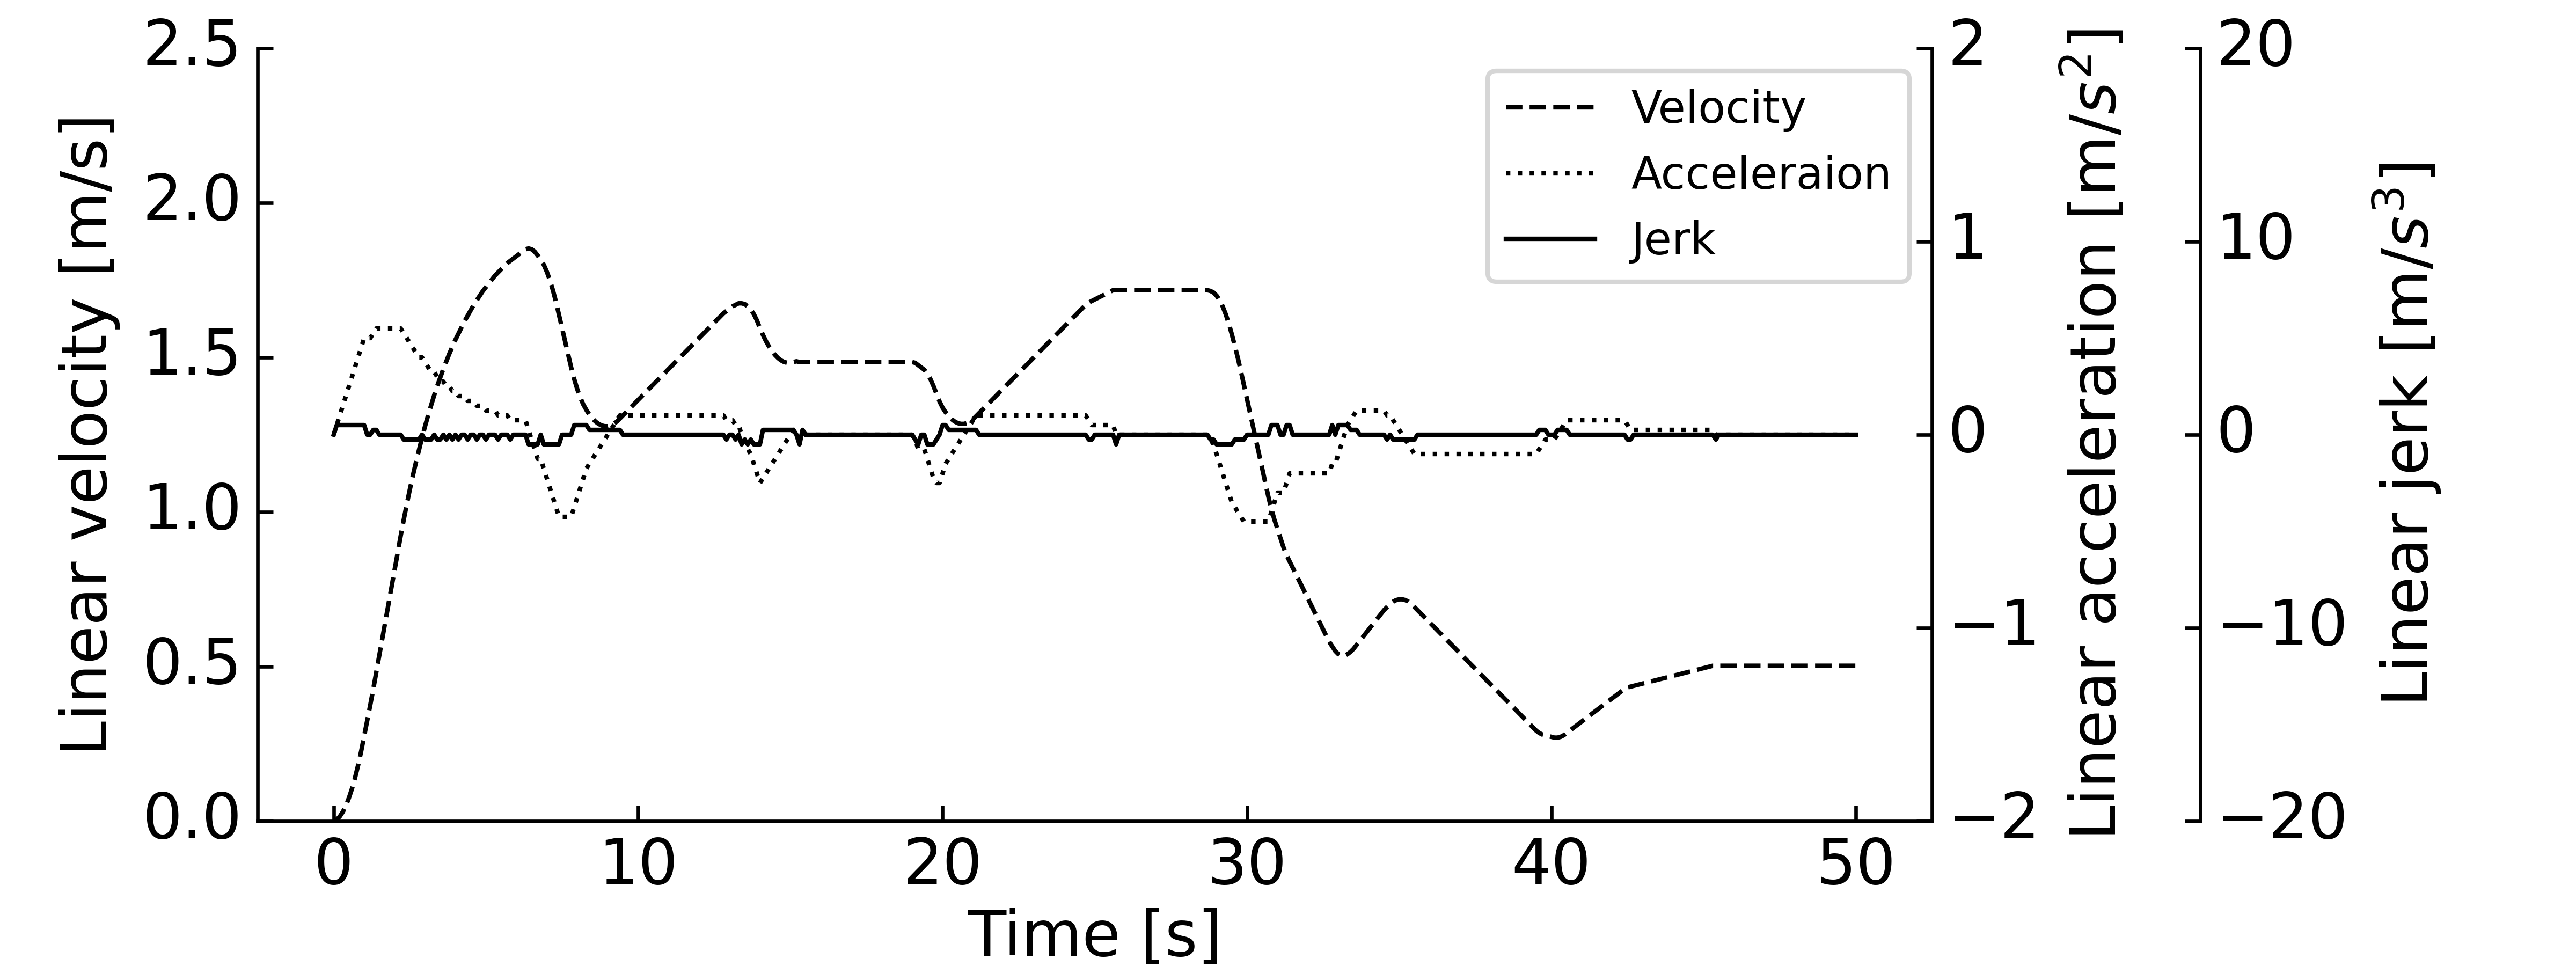 Linear velocity [m/s]
2.5
2.0
1.5
1.0
0.5
0.0
0 10 20 30 40 50
Time [s]
Velocity
Acceleraion
Jerk
2
1
0
−1
−2
Linear acceleration [m/s²]
20
10
0
−10
−20
Linear jerk [m/s³]